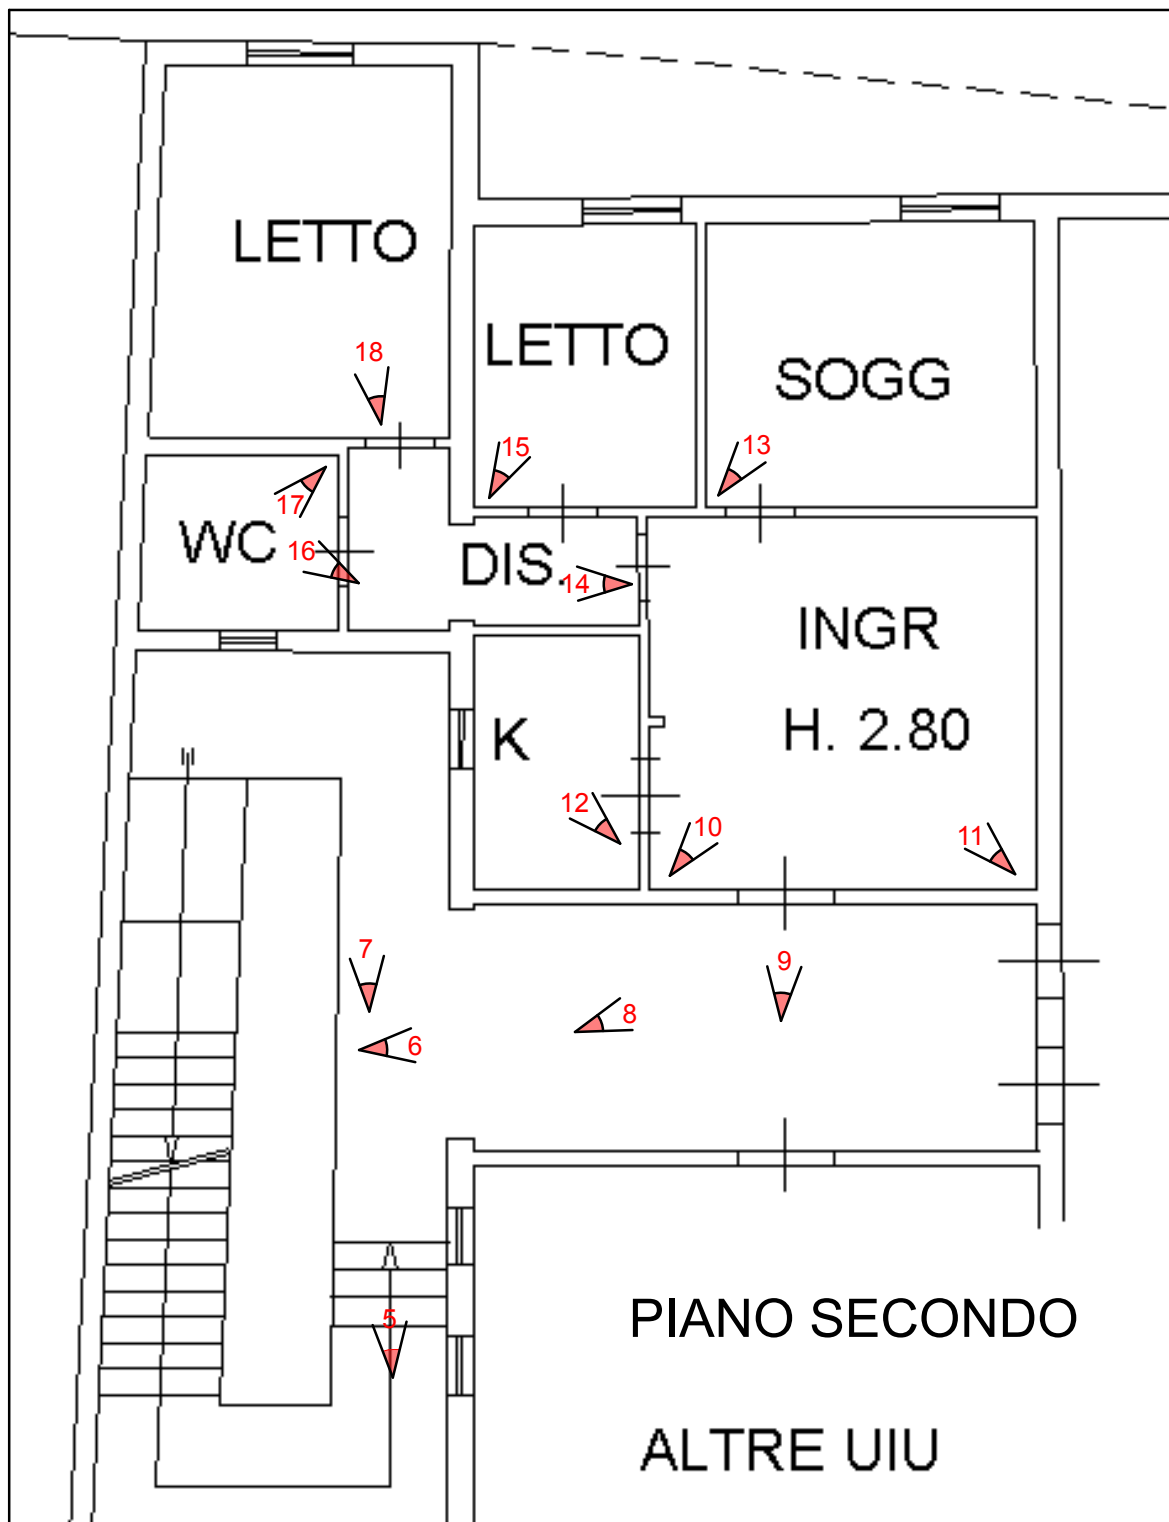 LETTO
LETTO
SOGG
18
15
13
17
WC
16
DIS.
14
INGR
H. 2.80
K
12
10
11
7
9
8
6
5
PIANO SECONDO
ALTRE UIU